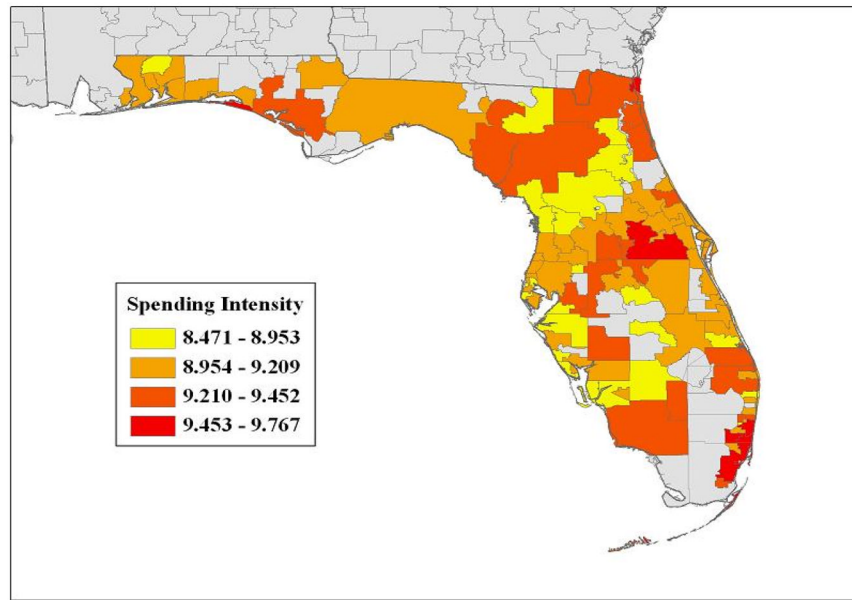 Spending Intensity
8.471 - 8.953
8.954 - 9.209
9.210 - 9.452
9.453 - 9.767